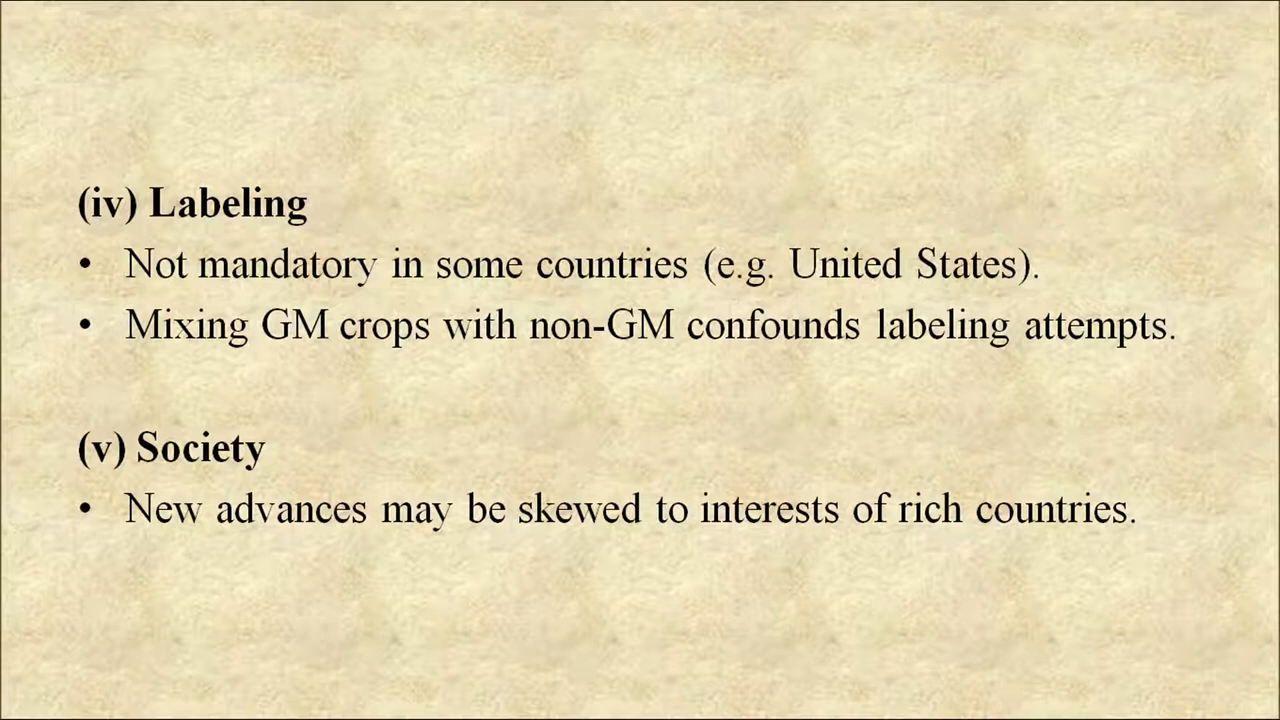 (iv) Labeling
• Not mandatory in some countries (e.g. United States).
• Mixing GM crops with non-GM confounds labeling attempts.
(v) Society
• New advances may be skewed to interests of rich countries.